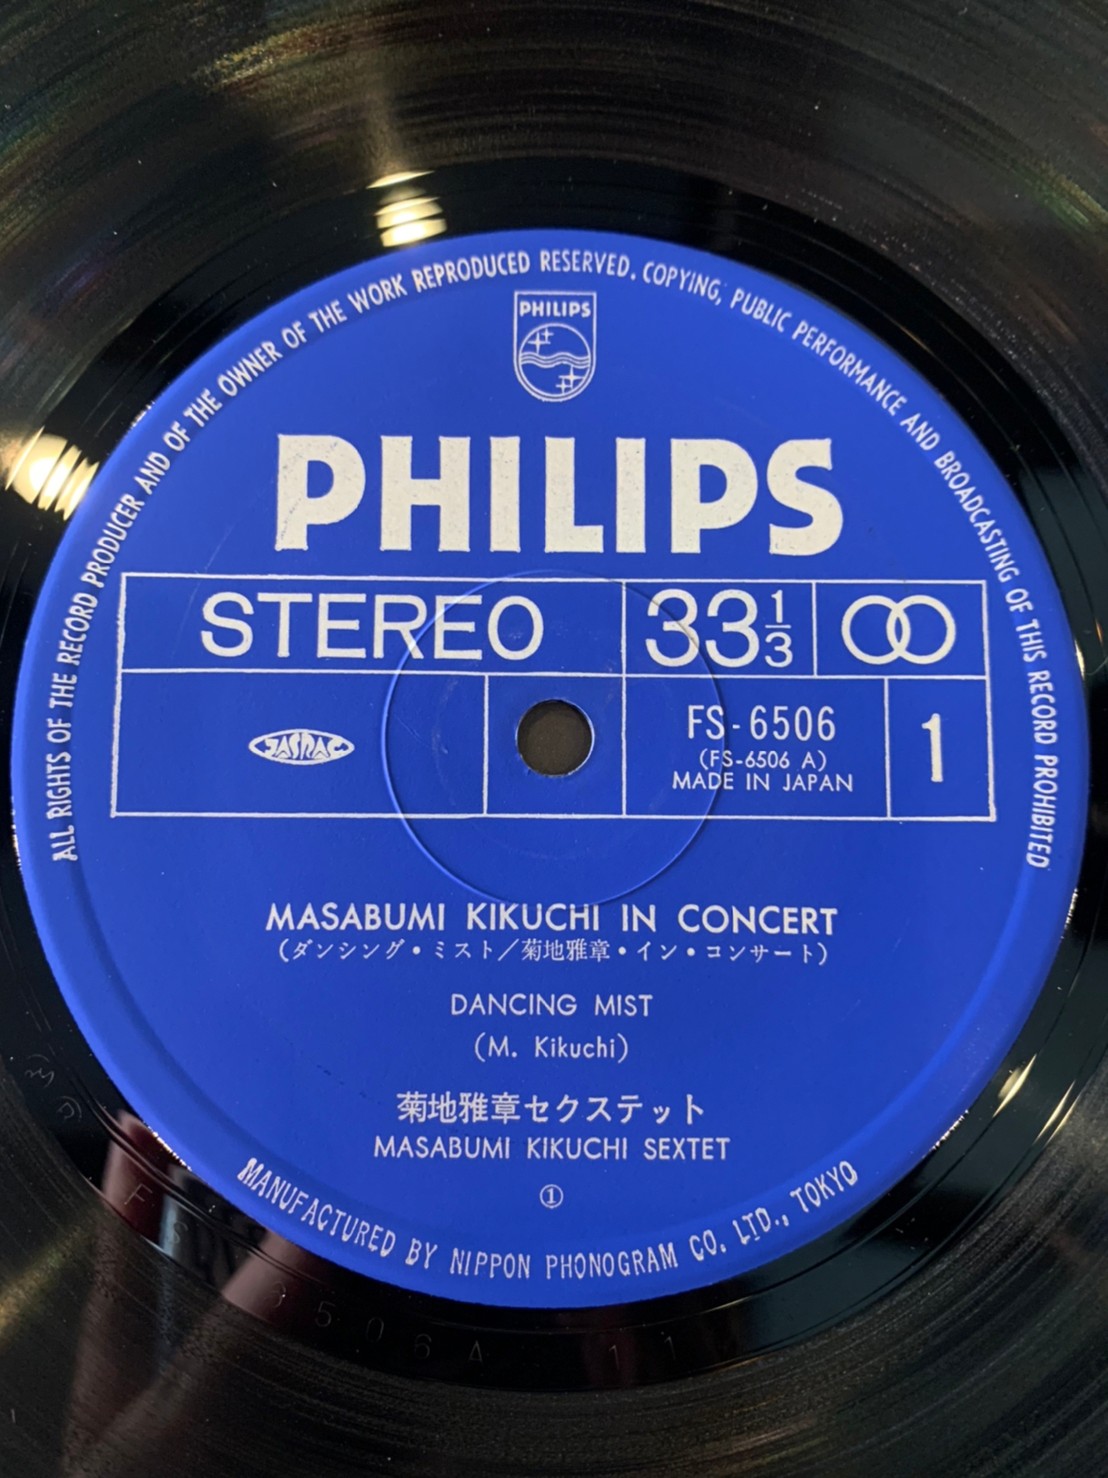 ALL RIGHTS OF THE RECORD PRODUCER AND OF THE OWNER OF THE WORK REPRODUCED RESERVED. COPYING, PUBLIC PERFORMANCE AND BROADCASTING OF THIS RECORD PROHIBITED
PHILIPS
PHILIPS
STEREO
33 1/3
JASRAC
FS-6506
(FS-6506 A)
MADE IN JAPAN
1
MASABUMI KIKUCHI IN CONCERT
(ダンシング・ミスト/菊地雅章・イン・コンサート)
DANCING MIST
(M. Kikuchi)
菊地雅章セクステット
MASABUMI KIKUCHI SEXTET
①
MANUFACTURED BY NIPPON PHONOGRAM CO. LTD., TOKYO